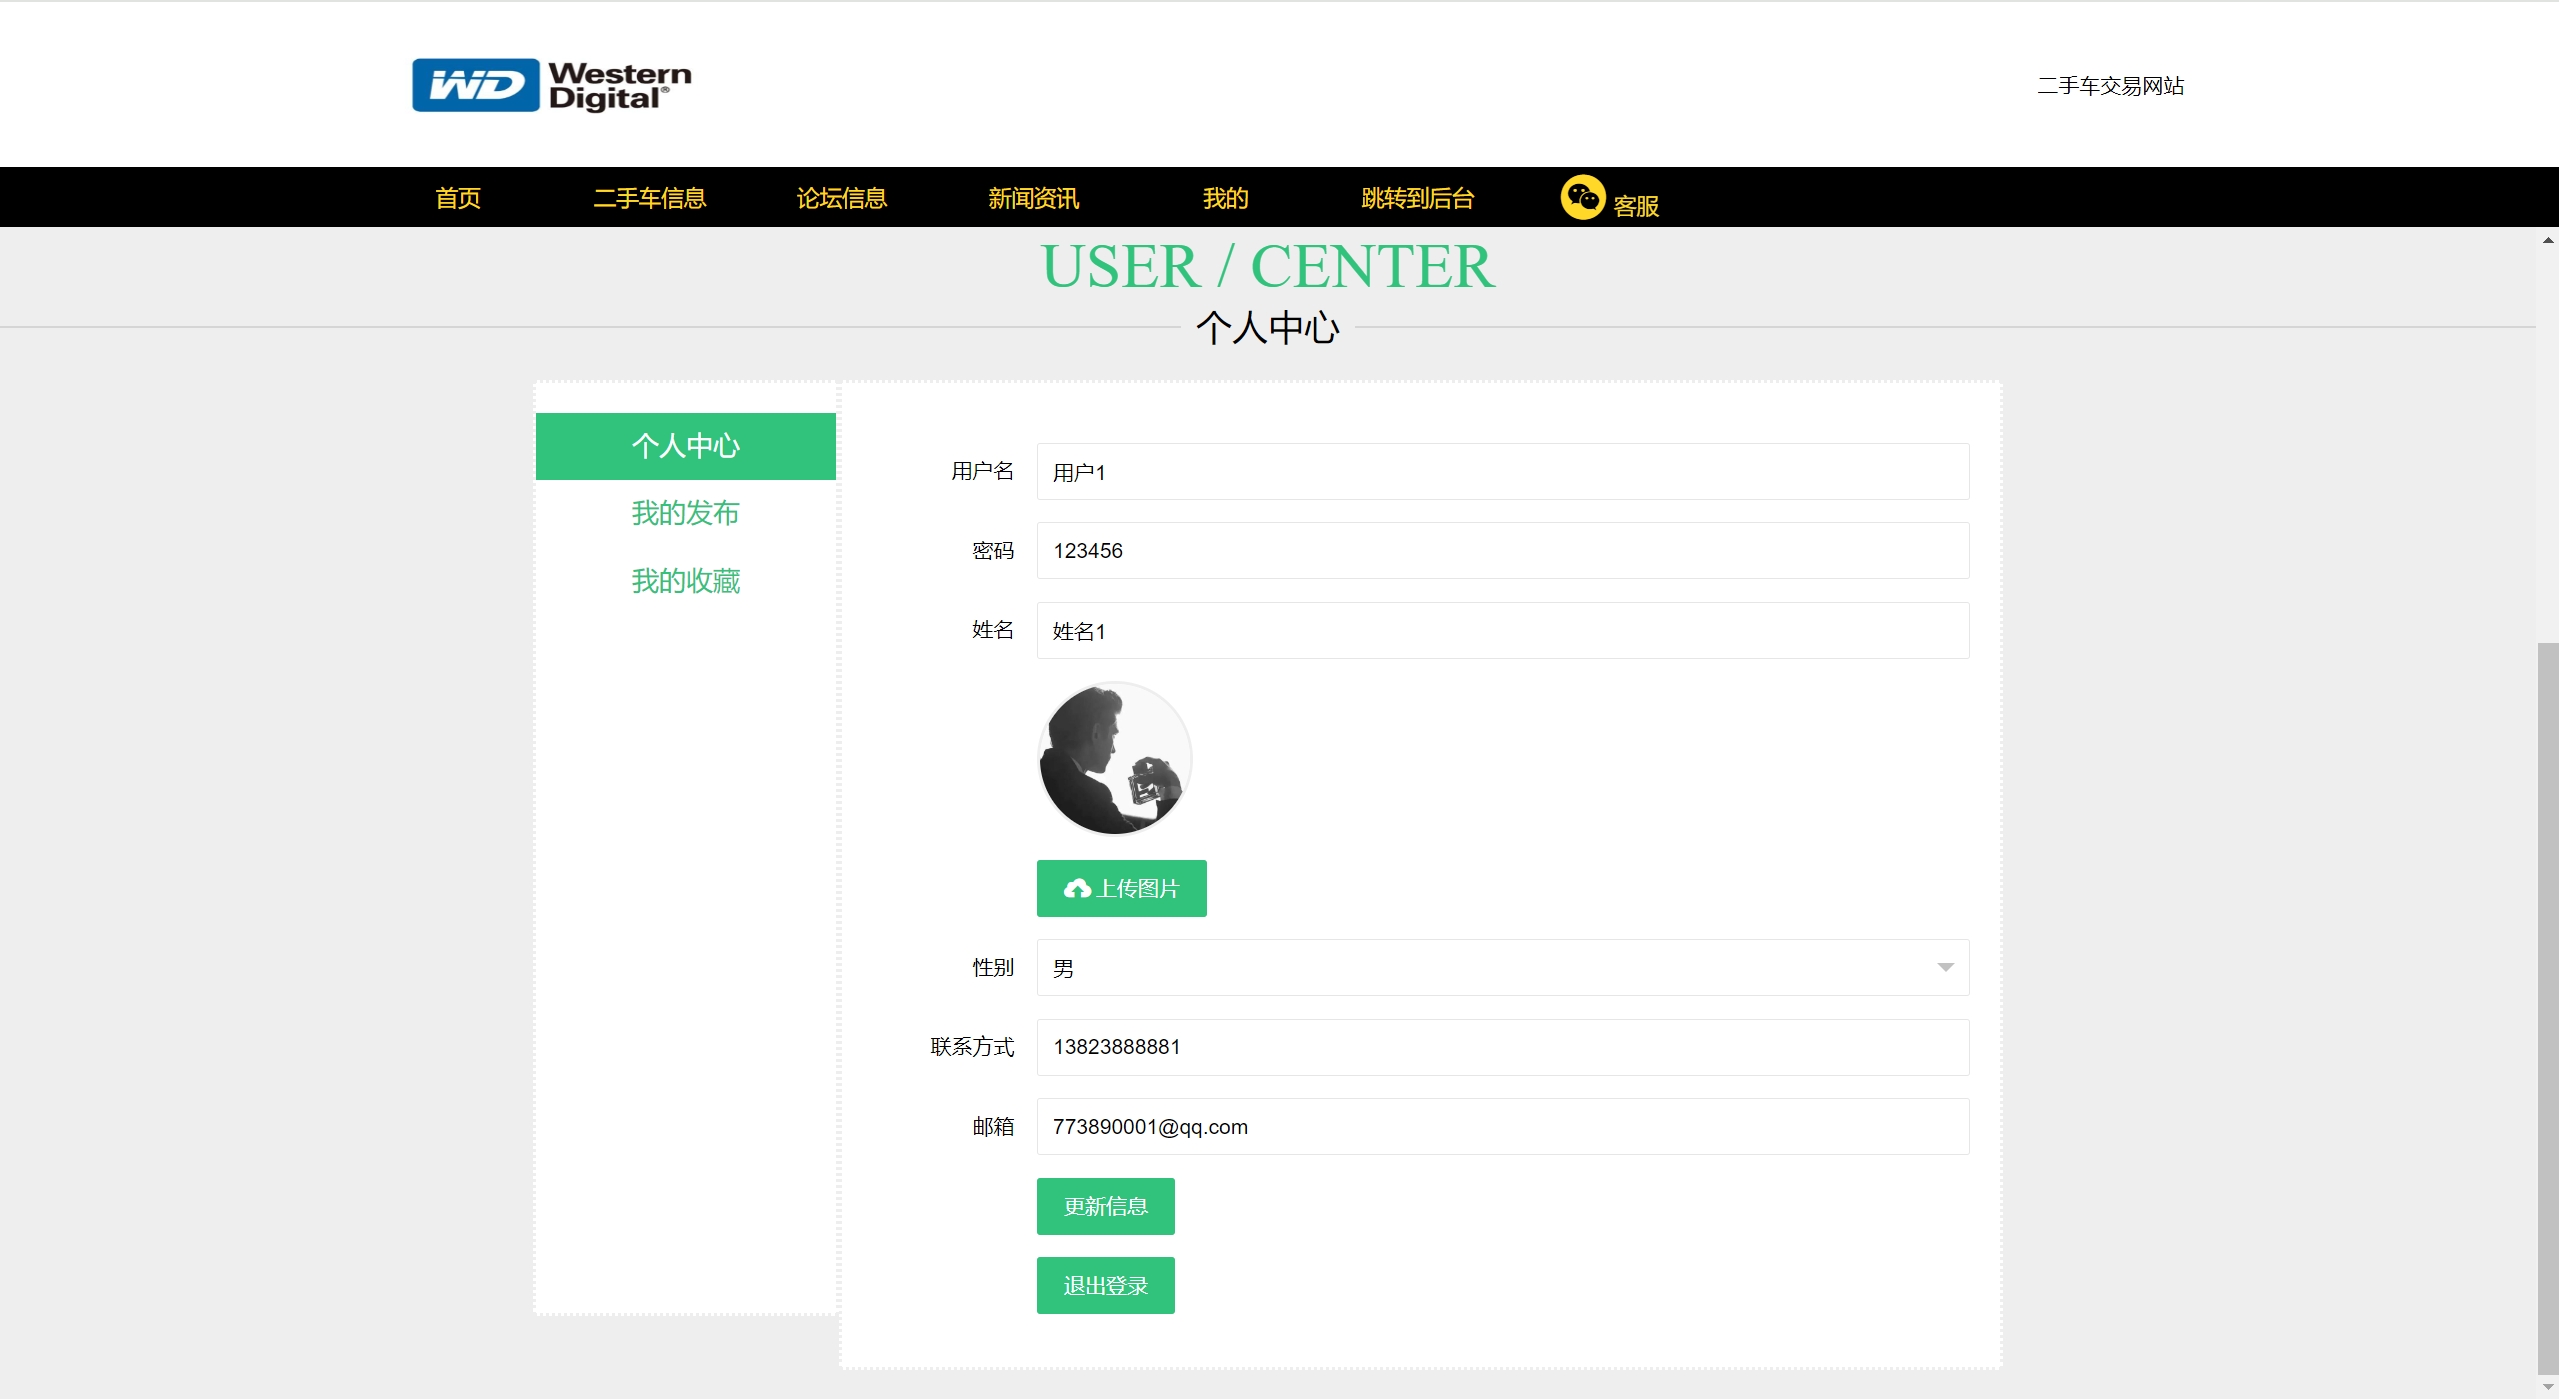 WD Western Digital®
二手车交易网站
首页 二手车信息 论坛信息 新闻资讯 我的 跳转到后台 客服
USER / CENTER
个人中心
个人中心
我的发布
我的收藏
用户名 用户1
密码 123456
姓名 姓名1
上传图片
性别 男
联系方式 13823888881
邮箱 773890001@qq.com
更新信息
退出登录